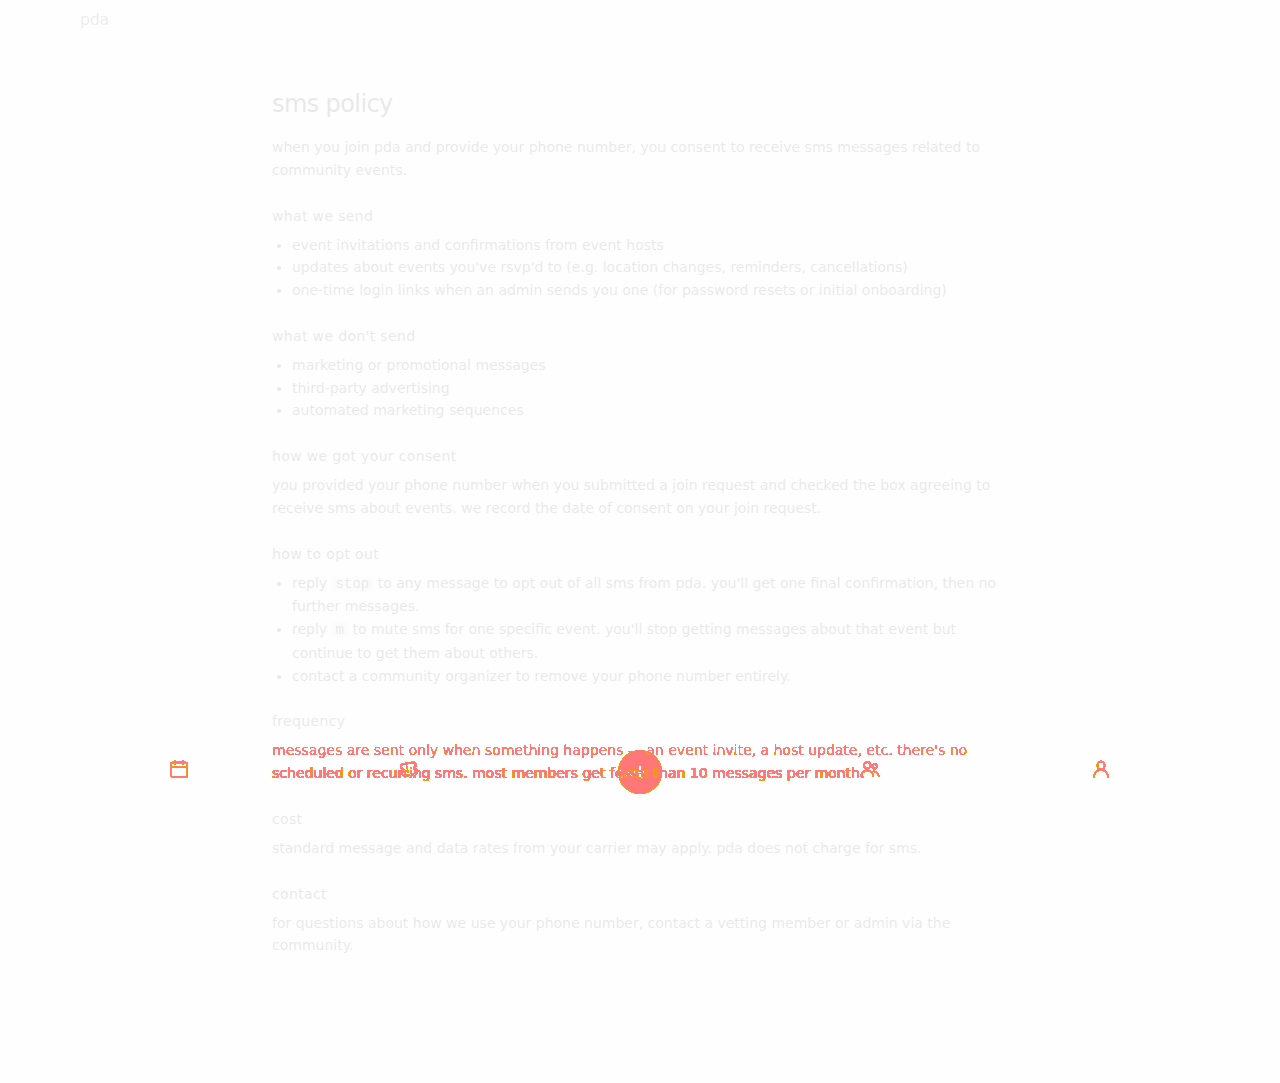 pda
sms policy
when you join pda and provide your phone number, you consent to receive sms messages related to
community events.
what we send
event invitations and confirmations from event hosts
updates about events you've rsvp'd to (e.g. location changes, reminders, cancellations)
one-time login links when an admin sends you one (for password resets or initial onboarding)
what we don't send
marketing or promotional messages
third-party advertising
automated marketing sequences
how we got your consent
you provided your phone number when you submitted a join request and checked the box agreeing to
receive sms about events. we record the date of consent on your join request.
how to opt out
reply stop to any message to opt out of all sms from pda. you'll get one final confirmation, then no
further messages.
reply m to mute sms for one specific event. you'll stop getting messages about that event but
continue to get them about others.
contact a community organizer to remove your phone number entirely.
frequency
messages are sent only when something happens — an event invite, a host update, etc. there's no
scheduled or recurring sms. most members get fewer than 10 messages per month.
cost
standard message and data rates from your carrier may apply. pda does not charge for sms.
contact
for questions about how we use your phone number, contact a vetting member or admin via the
community.